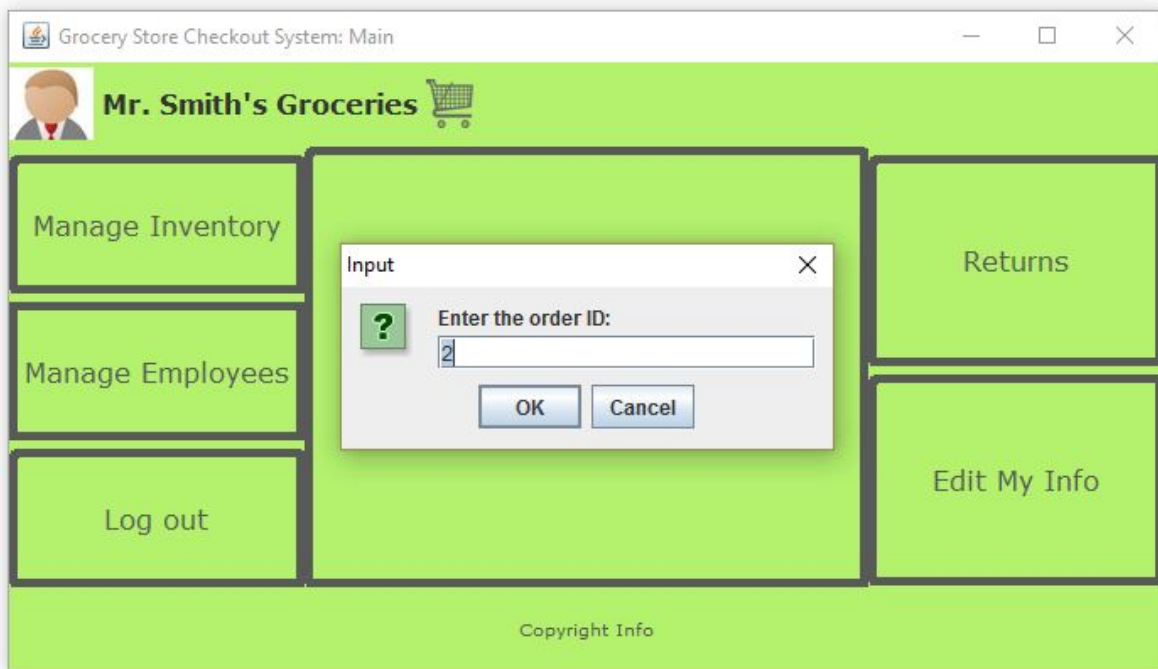 Grocery Store Checkout System: Main
Mr. Smith's Groceries
Manage Inventory
Manage Employees
Log out
Input
?
Enter the order ID:
2
OK
Cancel
Returns
Edit My Info
Copyright Info